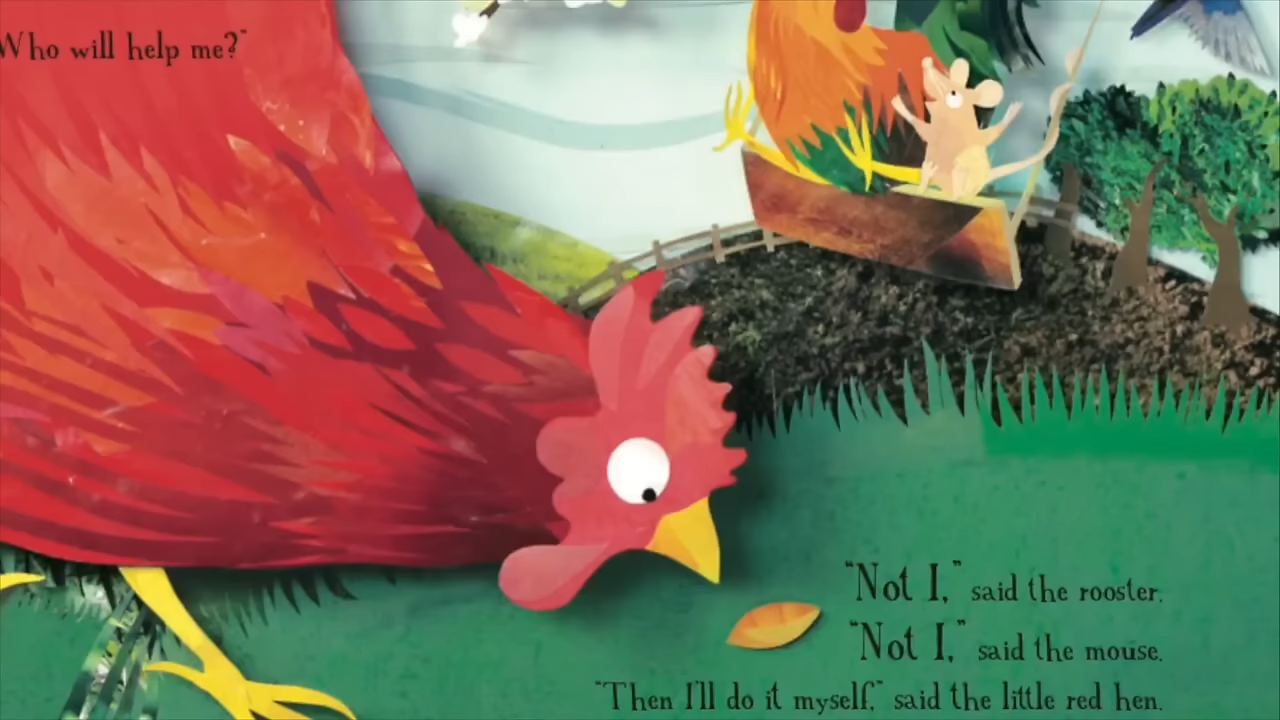 Who will help me?"
"Not I," said the rooster.
"Not I," said the mouse.
"Then I'll do it myself," said the little red hen.